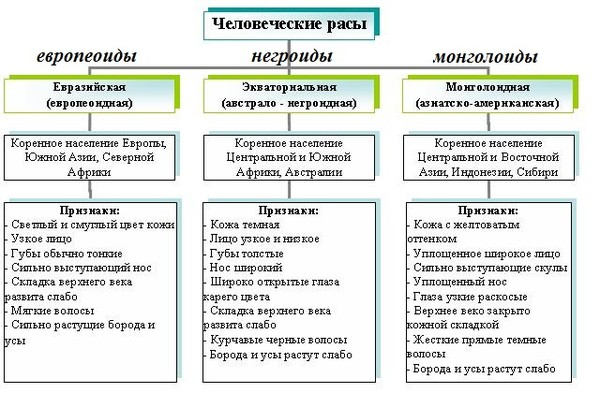 Человеческие расы
европеоиды
негроиды
монголоиды
Евразийская
(европеоидная)
Экваториальная
(австрало - негроидная)
Монголоидная
(азиатско-американская)
Коренное население Европы,
Южной Азии, Северной
Африки
Коренное население
Центральной и Южной
Африки, Австралии
Коренное население
Центральной и Восточной
Азии, Индонезии, Сибири
Признаки:
- Светлый и смуглый цвет кожи
- Узкое лицо
- Губы обычно тонкие
- Сильно выступающий нос
- Складка верхнего века
развита слабо
- Мягкие волосы
- Сильно растущие борода и
усы
Признаки:
- Кожа темная
- Лицо узкое и низкое
- Губы толстые
- Нос широкий
- Широко открытые глаза
карего цвета
- Складка верхнего века
развита слабо
- Курчавые черные волосы
- Борода и усы растут слабо
Признаки:
- Кожа с желтоватым
оттенком
- Уплощенное широкое лицо
- Сильно выступающие скулы
- Уплощенный нос
- Глаза узкие раскосые
- Верхнее веко закрыто
кожной складкой
- Жесткие прямые темные
волосы
- Борода и усы растут слабо